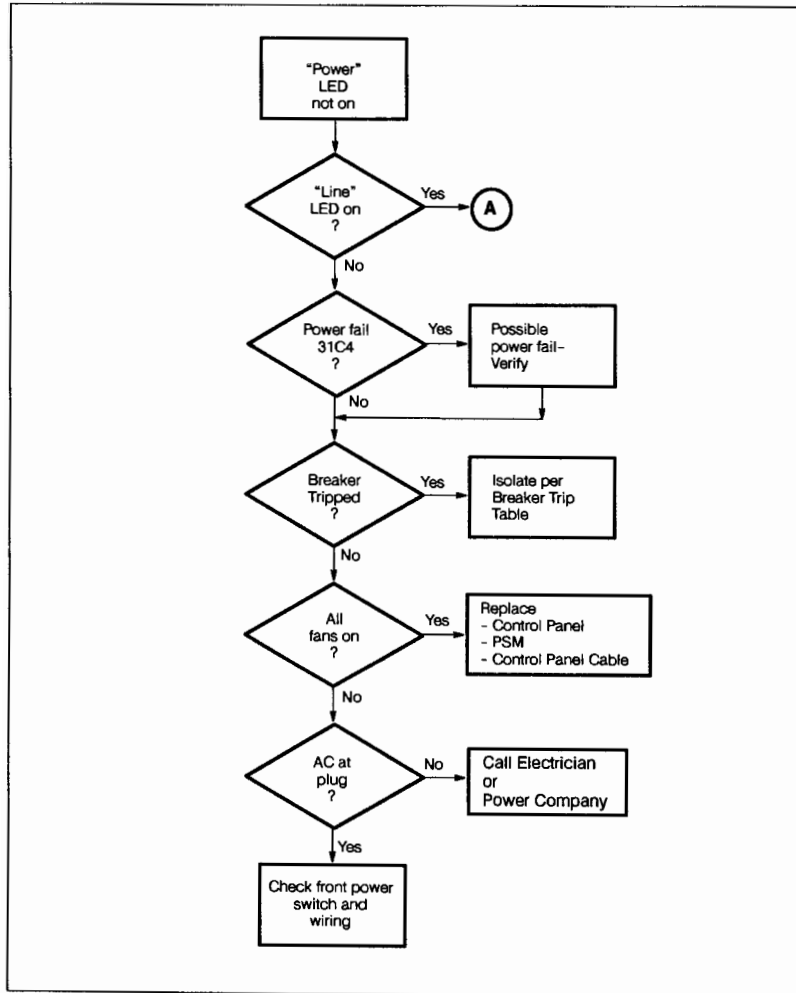 "Power"
LED
not on
"Line"
LED on
?
Yes
A
No
Power fail
31C4
?
Yes
Possible
power fail-
Verify
No
Breaker
Tripped
?
Yes
Isolate per
Breaker Trip
Table
No
All
fans on
?
Yes
Replace
- Control Panel
- PSM
- Control Panel Cable
No
AC at
plug
?
No
Call Electrician
or
Power Company
Yes
Check front power
switch and
wiring